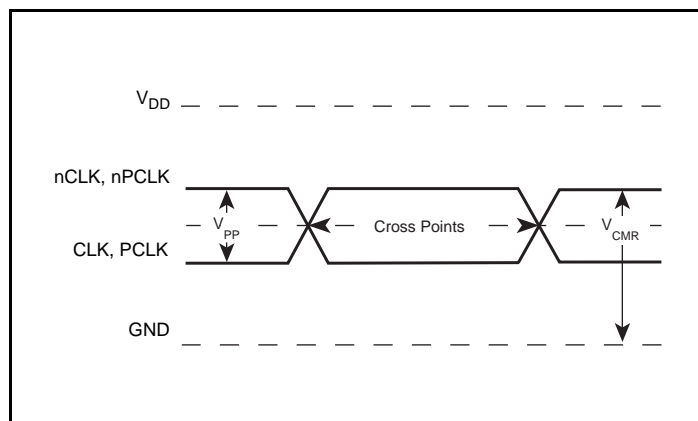 VDD
nCLK, nPCLK
VPP
Cross Points
VCMR
CLK, PCLK
GND